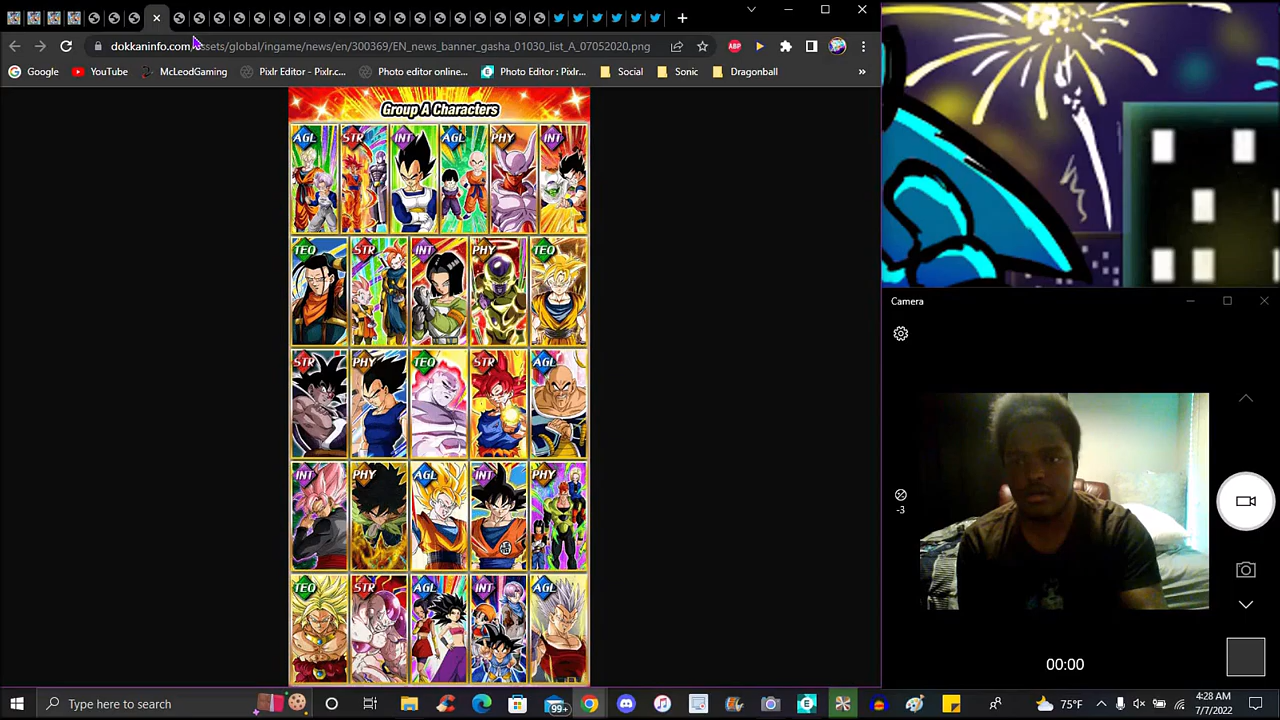 dokkaninfo.com/assets/global/ingame/news/en/300369/EN_news_banner_gasha_01030_list_A_07052020.png
ABP
Google
YouTube
McLeodGaming
Pixlr Editor - Pixlr.c...
Photo editor online...
Photo Editor : Pixlr...
Social
Sonic
Dragonball
»
Group A Characters
AGL STR INT AGL PHY INT
TEQ STR INT PHY TEQ
STR PHY TEQ STR AGL
INT PHY AGL INT PHY
TEQ STR AGL INT AGL
Camera
-3
00:00
Type here to search
99+
75°F
4:28 AM
7/7/2022